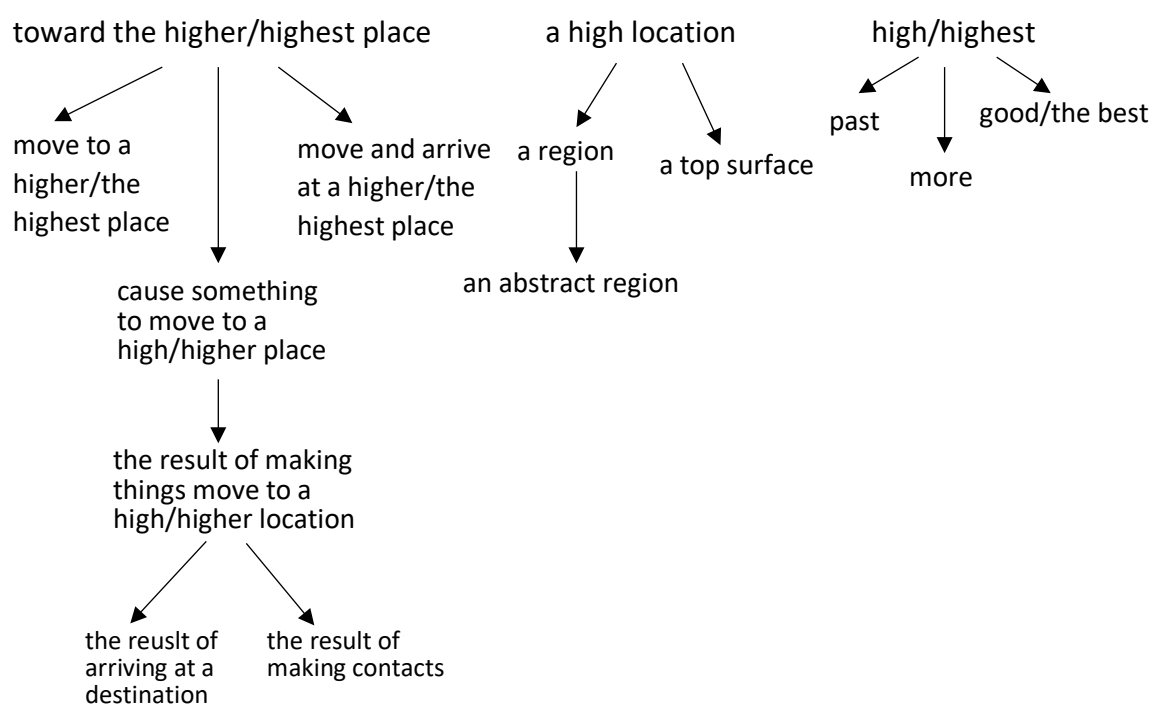 toward the higher/highest place
a high location
high/highest
move to a
higher/the
highest place
move and arrive
at a higher/the
highest place
a region
a top surface
past
more
good/the best
cause something
to move to a
high/higher place
an abstract region
the result of making
things move to a
high/higher location
the reuslt of
arriving at a
destination
the result of
making contacts